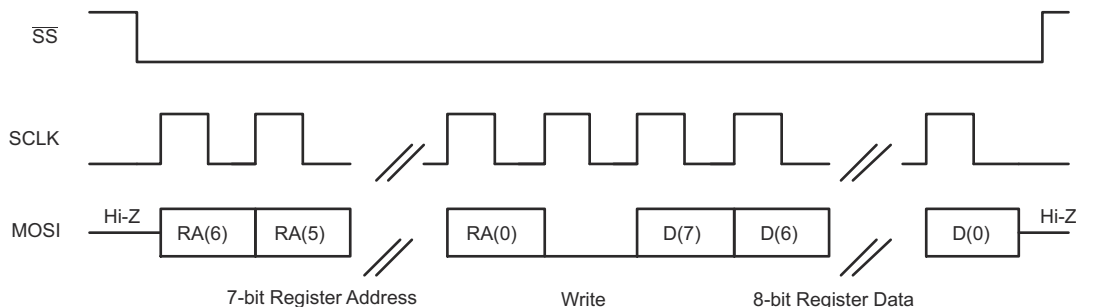 SS
SCLK
MOSI
Hi-Z
RA(6)
RA(5)
RA(0)
D(7)
D(6)
D(0)
Hi-Z
7-bit Register Address
Write
8-bit Register Data